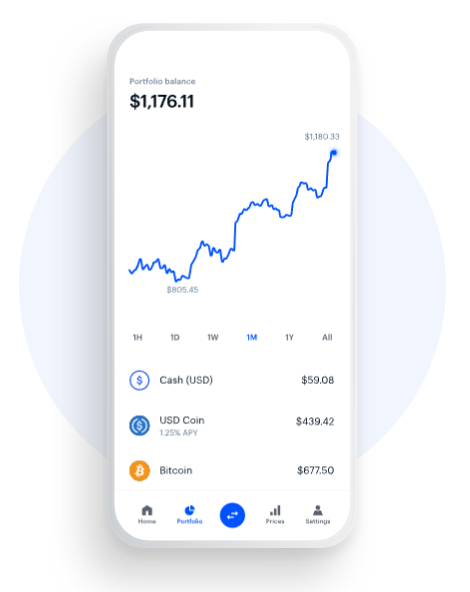 Portfolio balance
$1,176.11
$1,180.33
$805.45
1H 1D 1W 1M 1Y All
Cash (USD) $59.08
USD Coin $439.42
1.25% APY
Bitcoin $677.50
Home Portfolio Prices Settings